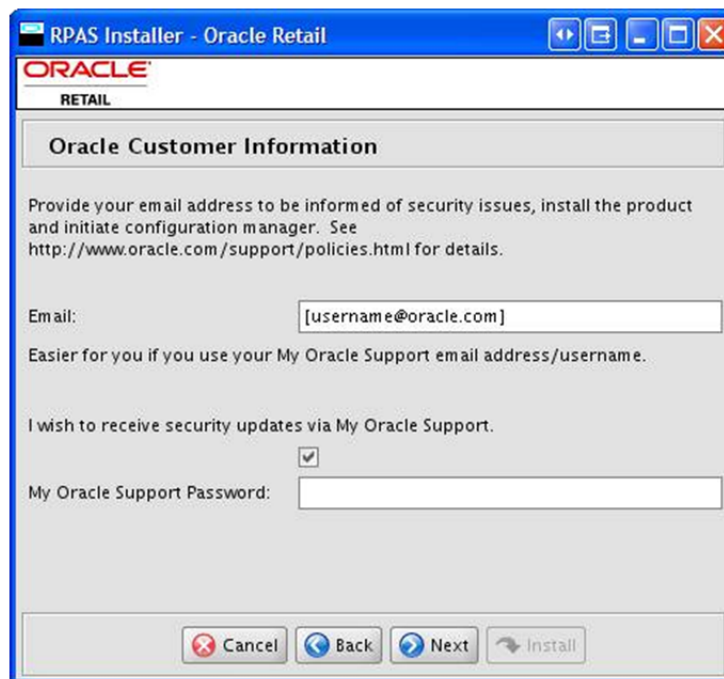 RPAS Installer - Oracle Retail
ORACLE
RETAIL
Oracle Customer Information
Provide your email address to be informed of security issues, install the product
and initiate configuration manager. See
http://www.oracle.com/support/policies.html for details.
Email: [username@oracle.com]
Easier for you if you use your My Oracle Support email address/username.
I wish to receive security updates via My Oracle Support.
My Oracle Support Password:
Cancel Back Next Install